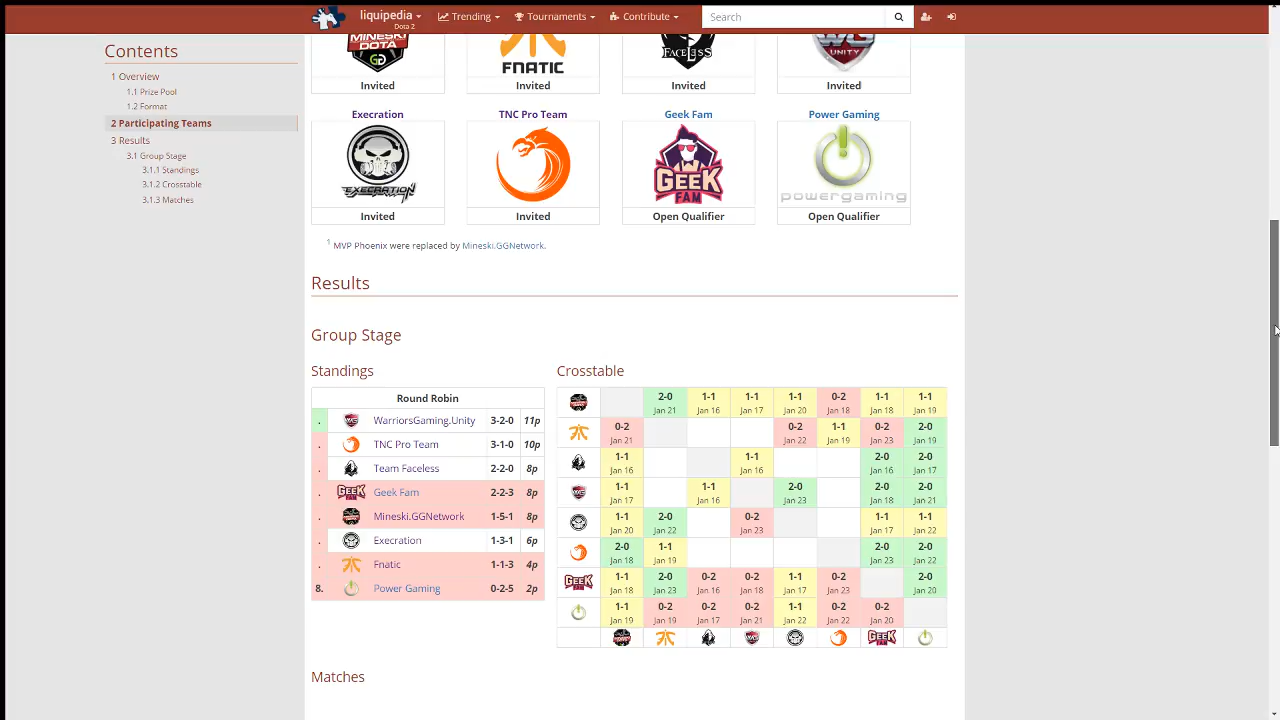 liquipedia
Dota 2
Trending
Tournaments
Contribute
Search
Contents
1 Overview
1.1 Prize Pool
1.2 Format
2 Participating Teams
3 Results
3.1 Group Stage
3.1.1 Standings
3.1.2 Crosstable
3.1.3 Matches
MINESKI DOTA GG
FNATIC
FACELESS
WG UNITY
Invited Invited Invited Invited
Execration TNC Pro Team Geek Fam Power Gaming
EXECRATION
GEEK FAM
powergaming
Invited Invited Open Qualifier Open Qualifier
1 MVP Phoenix were replaced by Mineski.GGNetwork.
Results
Group Stage
Standings
Round Robin
. WarriorsGaming.Unity 3-2-0 11p
. TNC Pro Team 3-1-0 10p
. Team Faceless 2-2-0 8p
. Geek Fam 2-2-3 8p
. Mineski.GGNetwork 1-5-1 8p
. Execration 1-3-1 6p
. Fnatic 1-1-3 4p
8. Power Gaming 0-2-5 2p
Crosstable
2-0 1-1 1-1 1-1 0-2 1-1 1-1
Jan 21 Jan 16 Jan 17 Jan 20 Jan 18 Jan 18 Jan 19
0-2 0-2 1-1 0-2 2-0
Jan 21 Jan 22 Jan 19 Jan 23 Jan 19
1-1 1-1 2-0 2-0
Jan 16 Jan 16 Jan 16 Jan 17
1-1 1-1 2-0 2-0 2-0
Jan 17 Jan 16 Jan 23 Jan 18 Jan 21
1-1 2-0 0-2 1-1 1-1
Jan 20 Jan 22 Jan 23 Jan 17 Jan 22
2-0 1-1 2-0 2-0
Jan 18 Jan 19 Jan 23 Jan 22
1-1 2-0 0-2 0-2 1-1 0-2 2-0
Jan 18 Jan 23 Jan 16 Jan 18 Jan 17 Jan 23 Jan 20
1-1 0-2 0-2 0-2 1-1 0-2 0-2
Jan 19 Jan 19 Jan 17 Jan 21 Jan 22 Jan 22 Jan 20
Matches